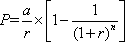 P = a/r × [1 − 1/(1 + r)^n]